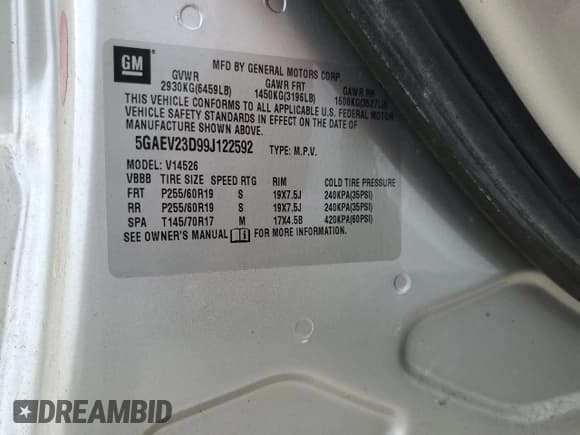 GM
MFD BY GENERAL MOTORS CORP.
GVWR GAWR FRT GAWR RR
2930KG(6459LB) 1450KG(3196LB)
THIS VEHICLE CONFORMS TO ALL APPLICABLE U.S. FEDERAL MOTOR
VEHICLE SAFETY STANDARDS IN EFFECT ON THE DATE OF
MANUFACTURE SHOWN ABOVE.
5GAEV23D99J122592 TYPE: M.P.V.
MODEL: V14526
VBBB TIRE SIZE SPEED RTG RIM COLD TIRE PRESSURE
FRT P255/60R19 S 19X7.5J 240KPA(35PSI)
RR P255/60R19 S 19X7.5J 240KPA(35PSI)
SPA T145/70R17 M 17X4.5B 420KPA(60PSI)
SEE OWNER'S MANUAL FOR MORE INFORMATION.
DREAMBID